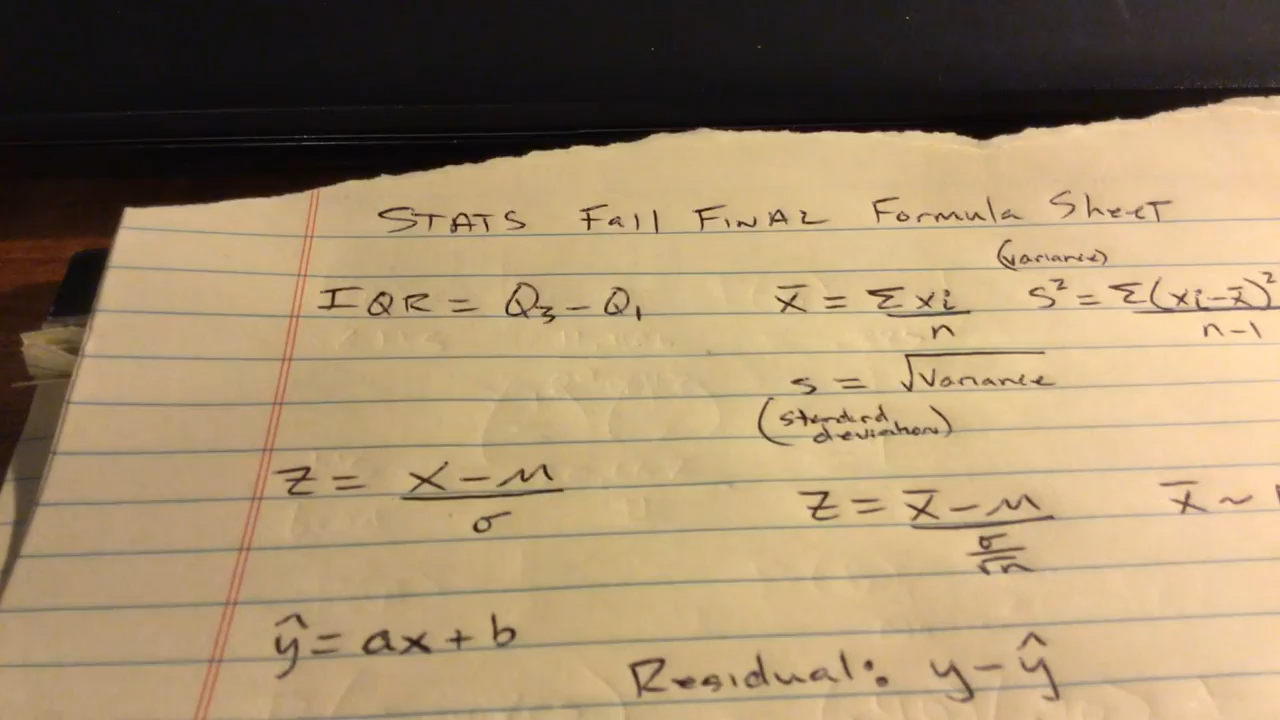 STATS Fall FINAL Formula Sheet
(variance)
IQR = Q₃ - Q₁ x̄ = Σxi/n s² = Σ(xi-x̄)²/n-1
s = √Variance
(standard deviation)
Z = X-μ/σ Z = x̄-μ/(σ/√n) x̄ ~
ŷ = ax + b
Residual: y - ŷ